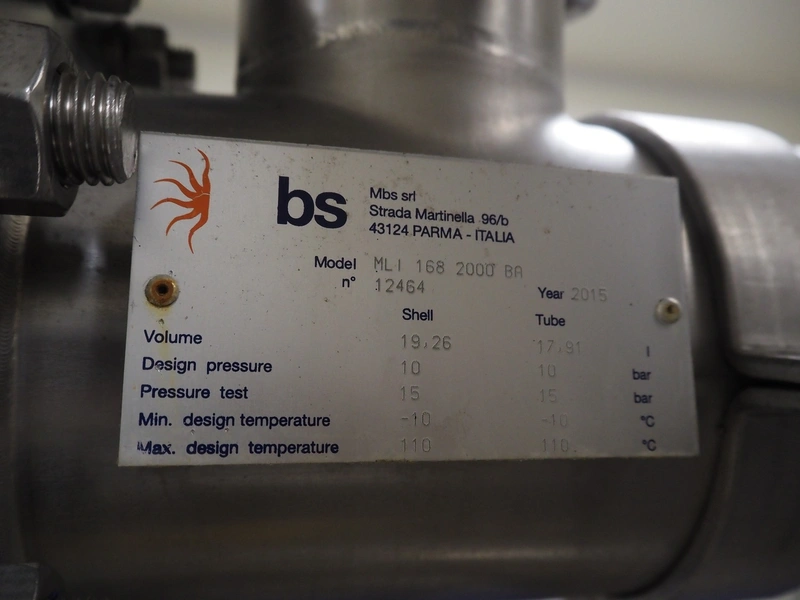 bs
Mbs srl
Strada Martinella 96/b
43124 PARMA - ITALIA
Model MLI 168 2000 BA
n° 12464
Year 2015
Shell Tube
Volume 19,26 17,91 l
Design pressure 10 10 bar
Pressure test 15 15 bar
Min. design temperature -10 -10 °C
Max. design temperature 110 110 °C